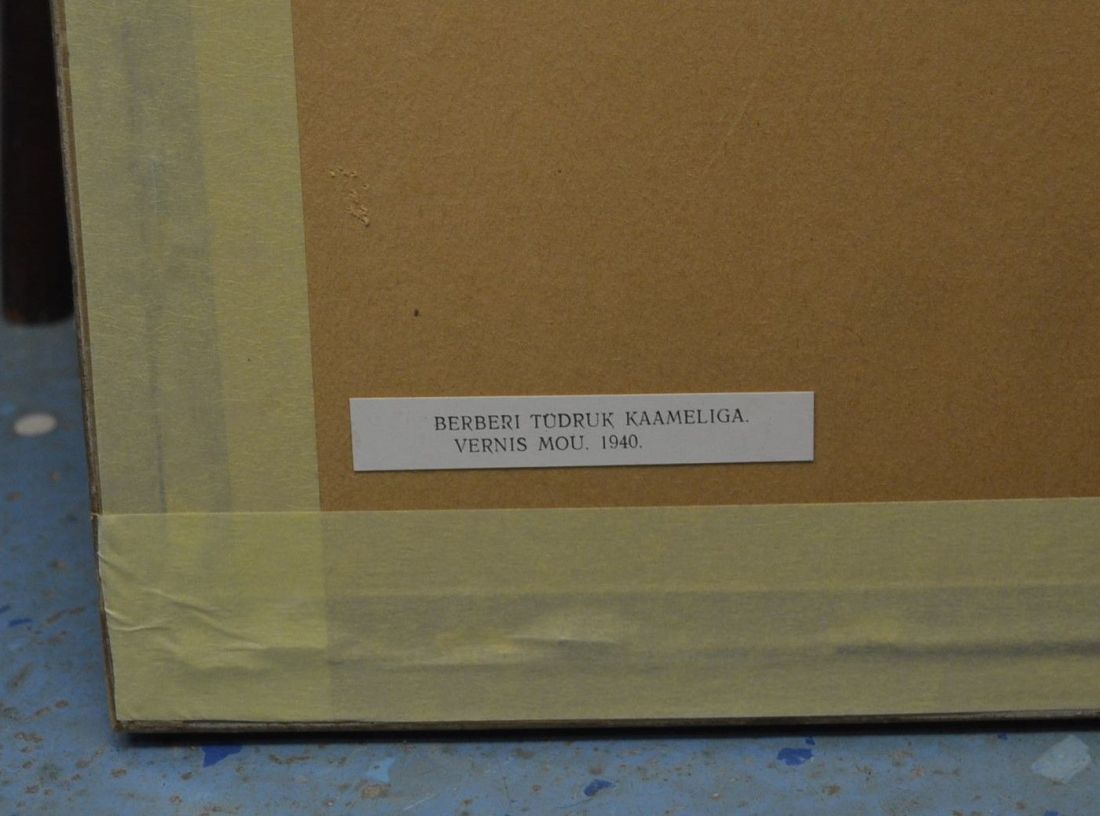 BERBERI TÜDRUK KAAMELIGA.
VERNIS MOU. 1940.